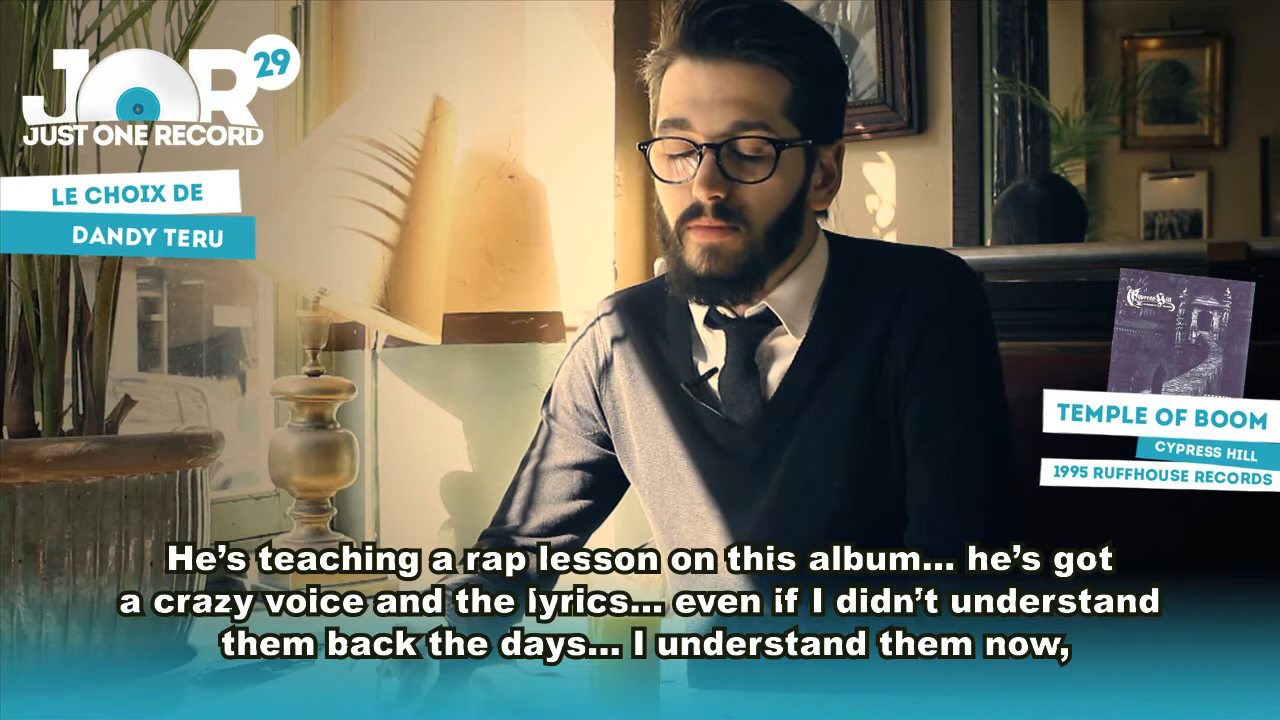 JOR 29
JUST ONE RECORD
LE CHOIX DE
DANDY TERU
Cypress Hill
TEMPLE OF BOOM
CYPRESS HILL
1995 RUFFHOUSE RECORDS
He's teaching a rap lesson on this album... he's got
a crazy voice and the lyrics... even if I didn't understand
them back the days... I understand them now,